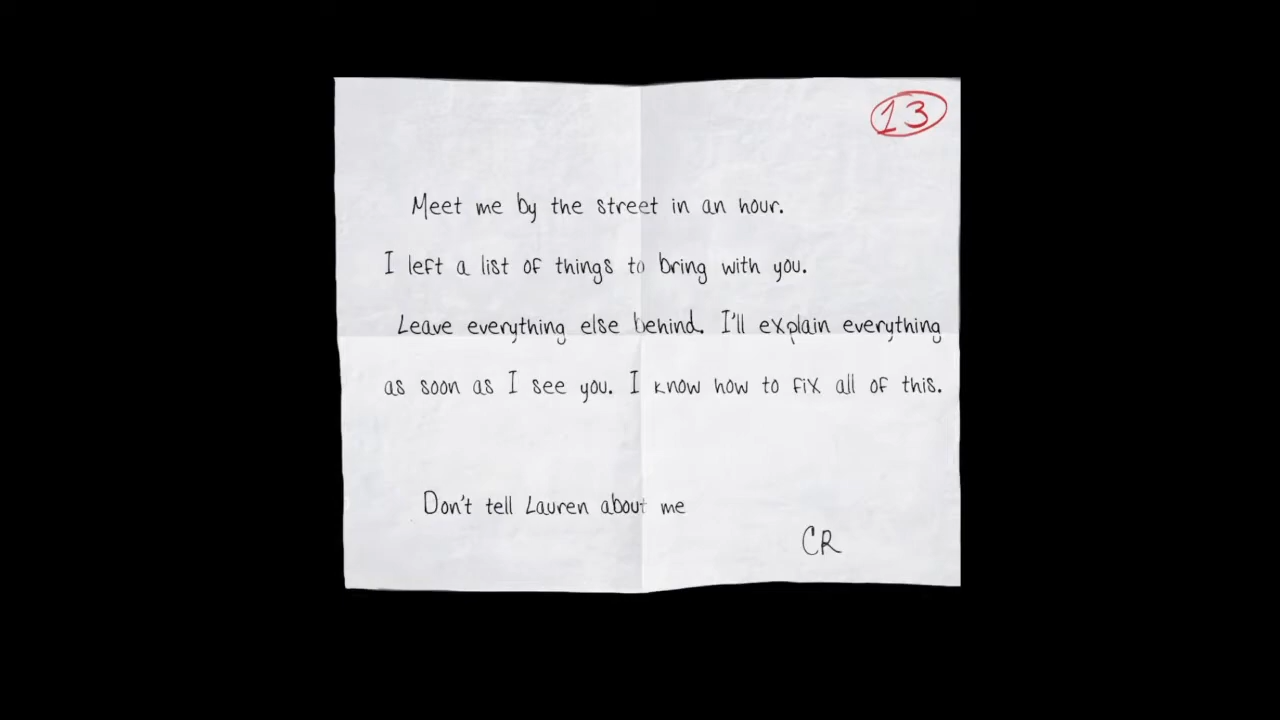 13
Meet me by the street in an hour.
I left a list of things to bring with you.
Leave everything else behind. I'll explain everything
as soon as I see you. I know how to fix all of this.
Don't tell Lauren about me
CR